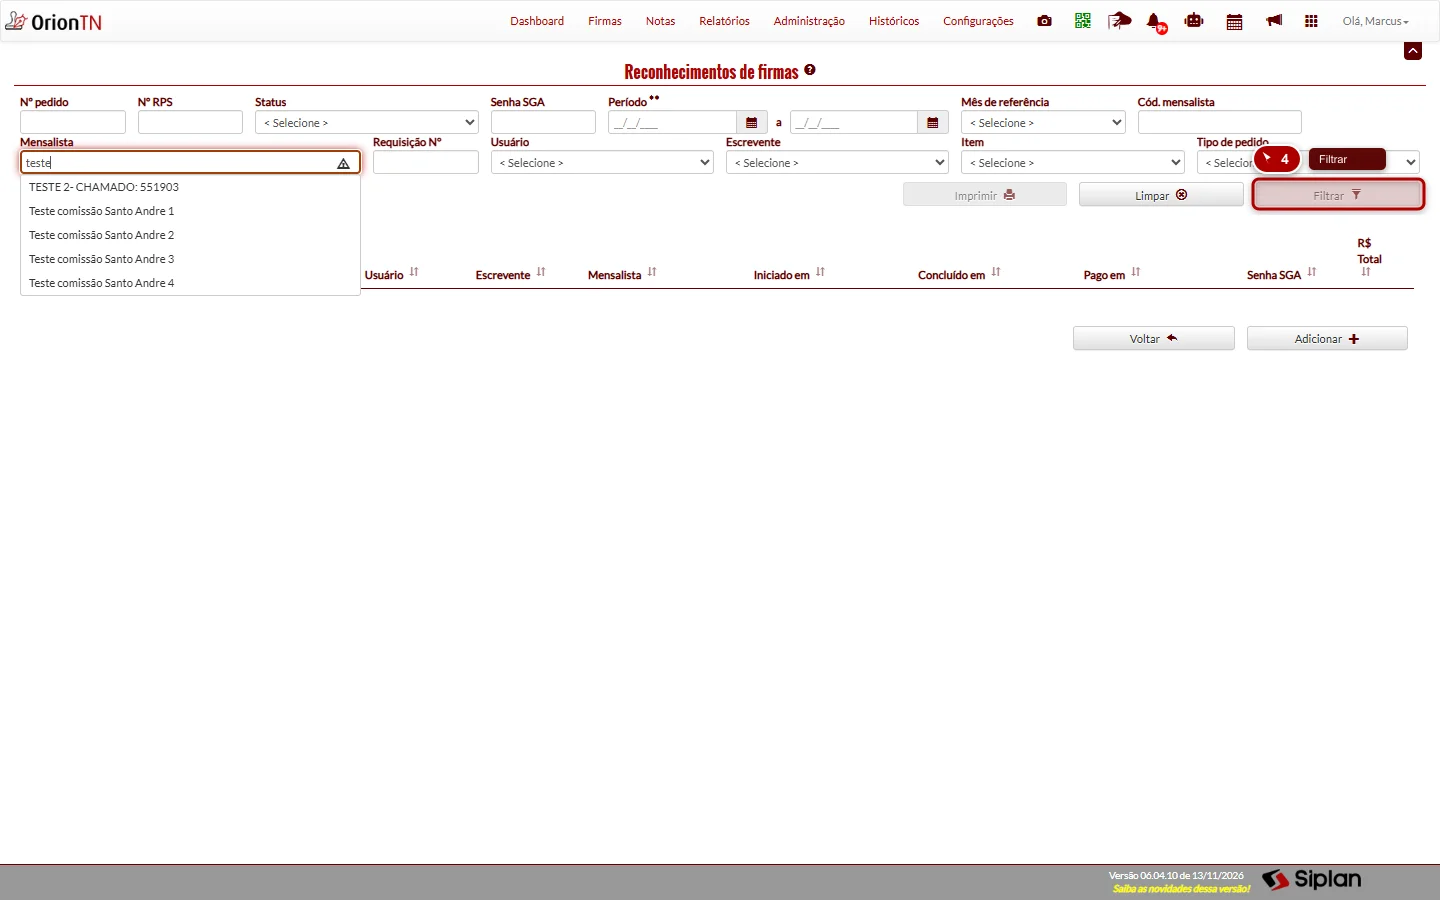 OrionTN
Dashboard Firmas Notas Relatórios Administração Históricos Configurações 9+ Olá, Marcus
Reconhecimentos de firmas ?
Nº pedido Nº RPS Status Senha SGA Período ** Mês de referência Cód. mensalista
< Selecione > __/__/____ a __/__/____ < Selecione >
Mensalista Requisição Nº Usuário Escrevente Item Tipo de pedido
teste < Selecione > < Selecione > < Selecione > < Selecion 4 Filtrar
TESTE 2- CHAMADO: 551903
Imprimir Limpar Filtrar
Teste comissão Santo Andre 1
Teste comissão Santo Andre 2
Teste comissão Santo Andre 3
Teste comissão Santo Andre 4
Usuário Escrevente Mensalista Iniciado em Concluído em Pago em Senha SGA R$ Total
Voltar Adicionar
Versão 06.04.10 de 13/11/2026
Saiba as novidades dessa versão!
Siplan